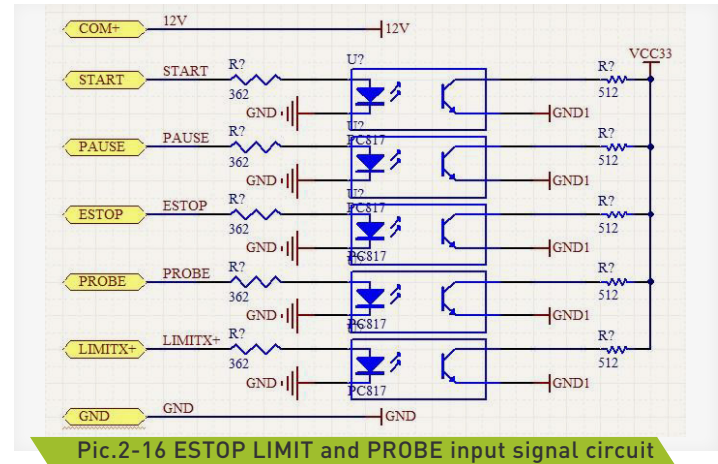 COM+ 12V 12V
U? VCC33
START START R? R?
362 512
GND GND1
U?
PAUSE PAUSE R? PC817 R?
362 512
GND GND1
U?
ESTOP ESTOP R? PC817 R?
362 512
GND GND1
PROBE PROBE R? PC817 R?
362 512
GND GND1
LIMITX+ LIMITX+ R? PC817 R?
362 512
GND PC817 GND1
GND GND GND
Pic.2-16 ESTOP LIMIT and PROBE input signal circuit